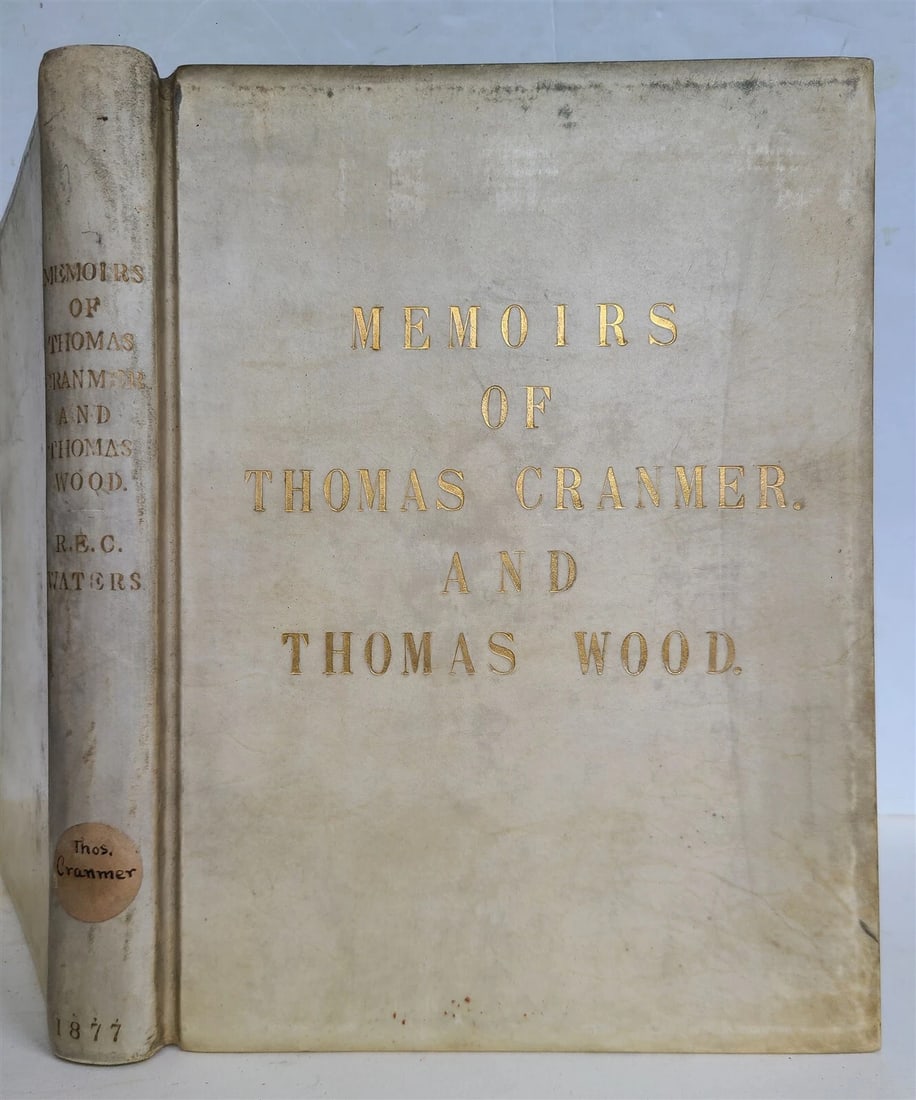 MEMOIRS
OF
THOMAS
CRANMER
AND
THOMAS
WOOD.
R.E.C.
WATERS
Thos.
Cranmer
1877
MEMOIRS
OF
THOMAS CRANMER.
AND
THOMAS WOOD.